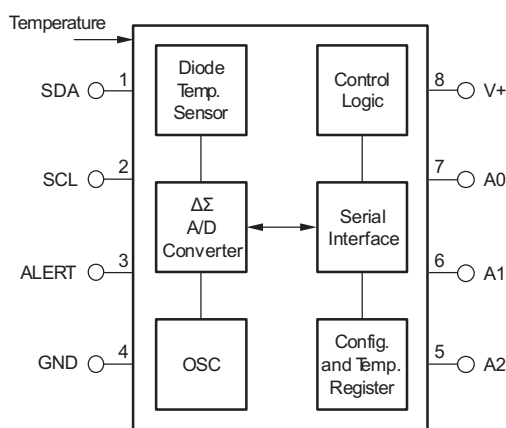 Temperature
SDA
1
Diode
Temp.
Sensor
Control
Logic
8
V+
SCL
2
ΔΣ
A/D
Converter
Serial
Interface
7
A0
ALERT
3
6
A1
GND
4
OSC
Config.
and Temp.
Register
5
A2